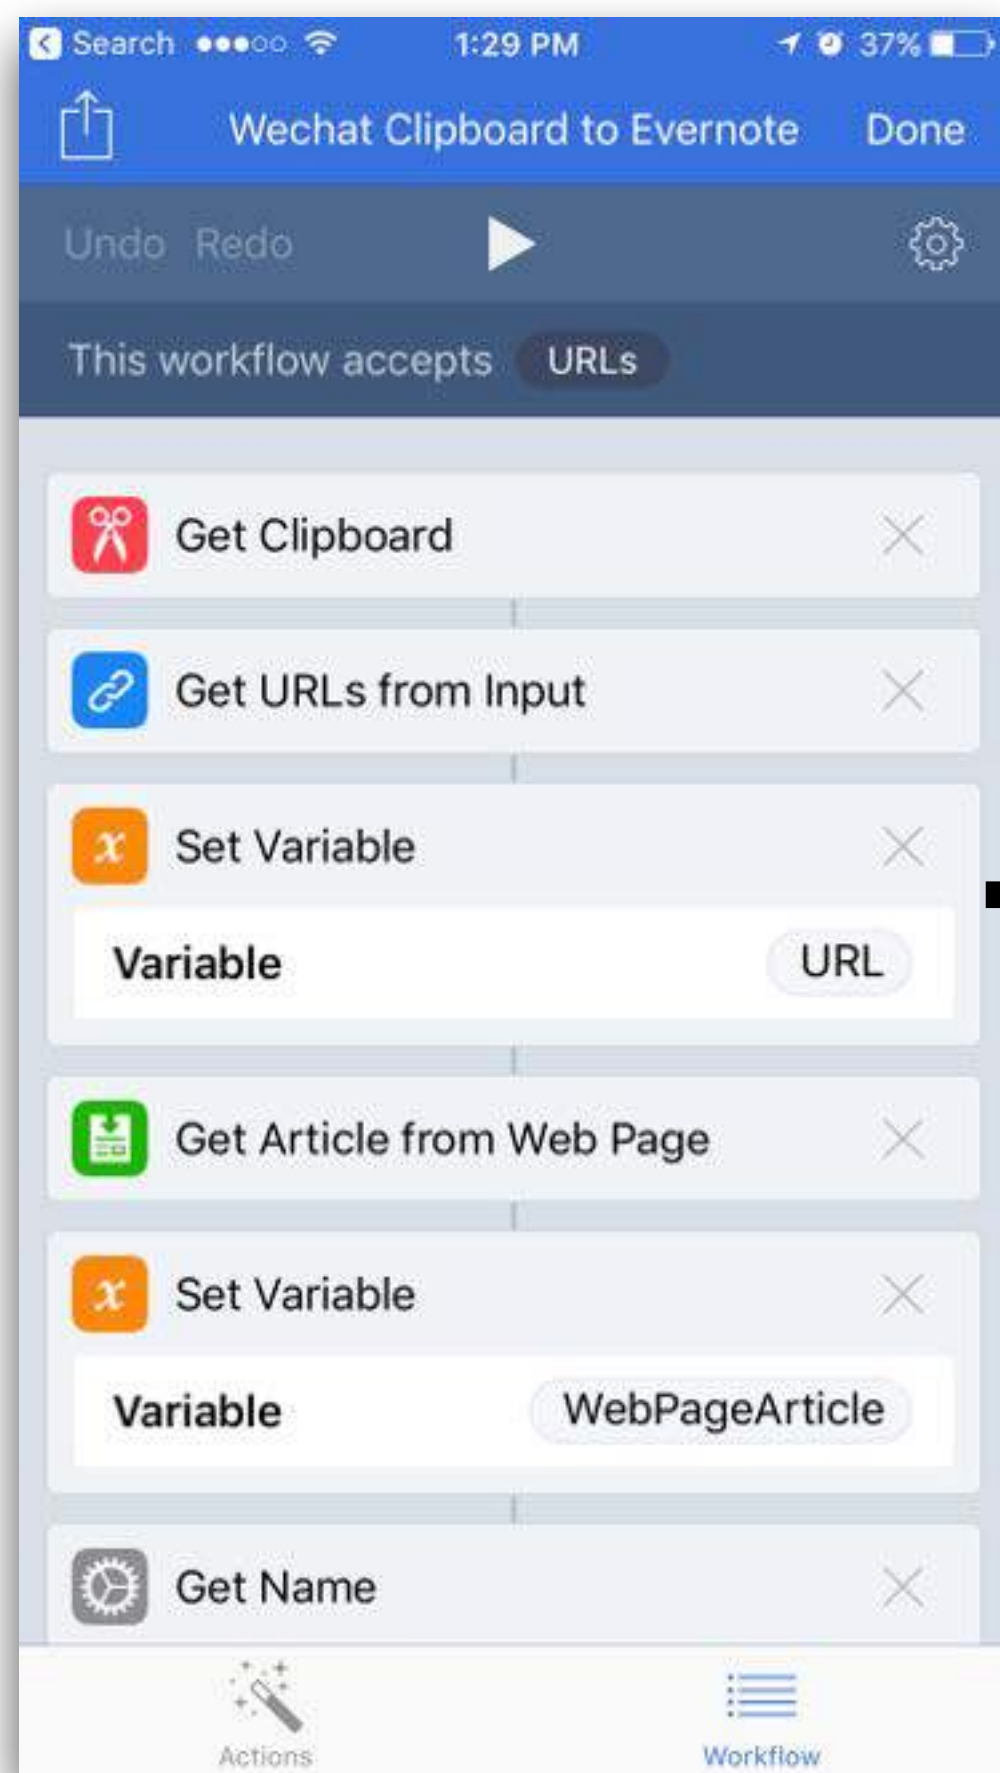 Search 1:29 PM 37%
Wechat Clipboard to Evernote Done
Undo Redo
This workflow accepts URLs
Get Clipboard
Get URLs from Input
x Set Variable
Variable URL
Get Article from Web Page
x Set Variable
Variable WebPageArticle
Get Name
Actions Workflow